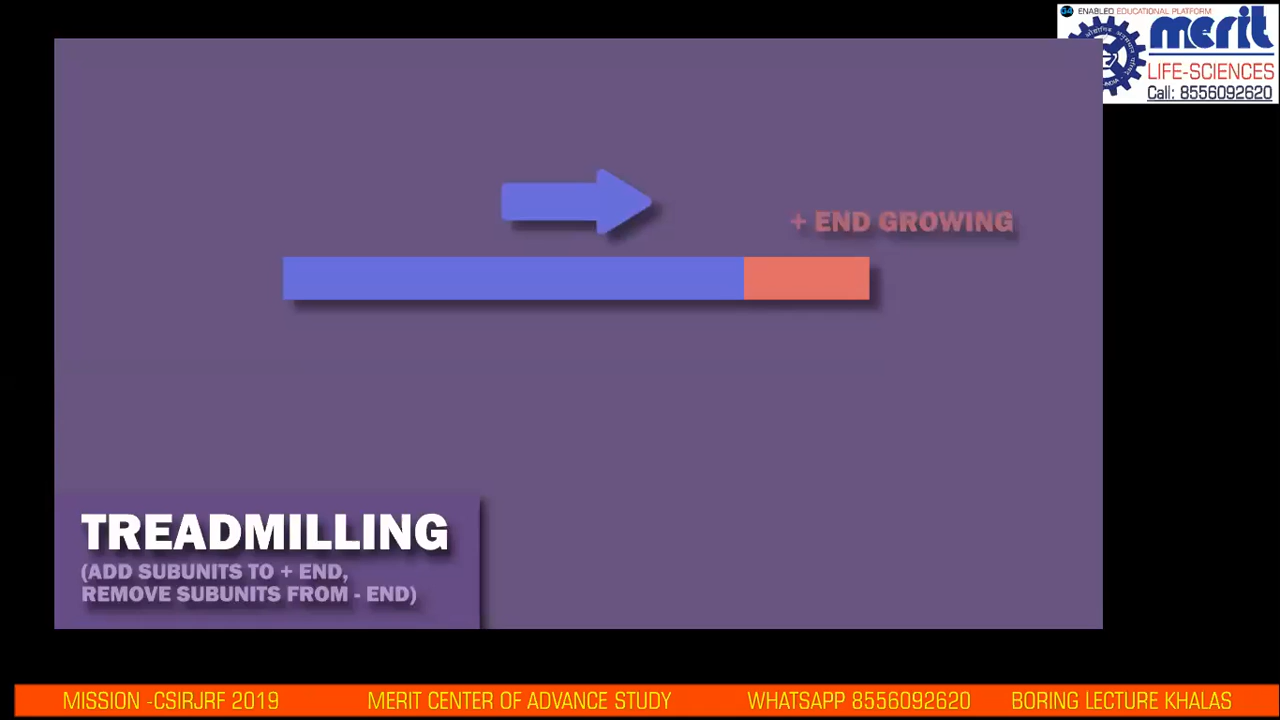 ENABLED EDUCATIONAL PLATFORM
merit
LIFE-SCIENCES
Call: 8556092620
+ END GROWING
TREADMILLING
(ADD SUBUNITS TO + END,
REMOVE SUBUNITS FROM - END)
MISSION -CSIRJRF 2019 MERIT CENTER OF ADVANCE STUDY WHATSAPP 8556092620 BORING LECTURE KHALAS